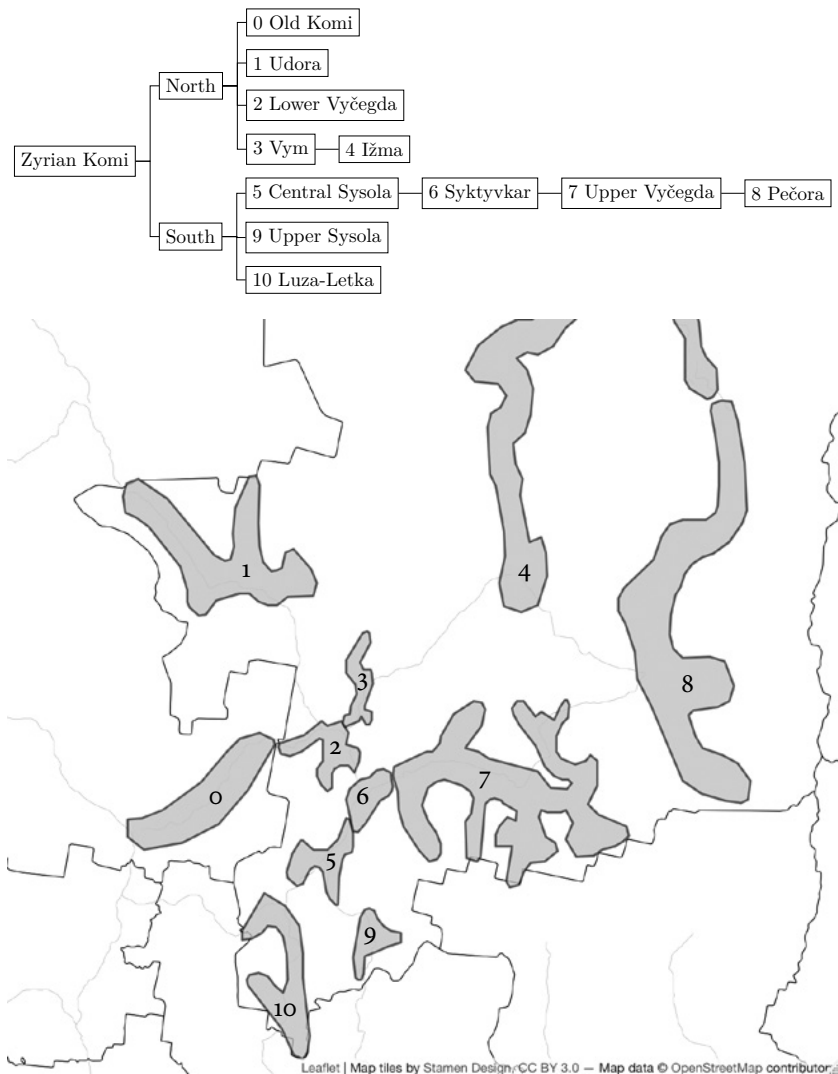 0 Old Komi
1 Udora
North
2 Lower Vyčegda
3 Vym 4 Ižma
Zyrian Komi
5 Central Sysola 6 Syktyvkar 7 Upper Vyčegda 8 Pečora
South 9 Upper Sysola
10 Luza-Letka
1
4
3
8
2
7
0
6
5
9
10
Leaflet | Map tiles by Stamen Design, CC BY 3.0 — Map data © OpenStreetMap contributor